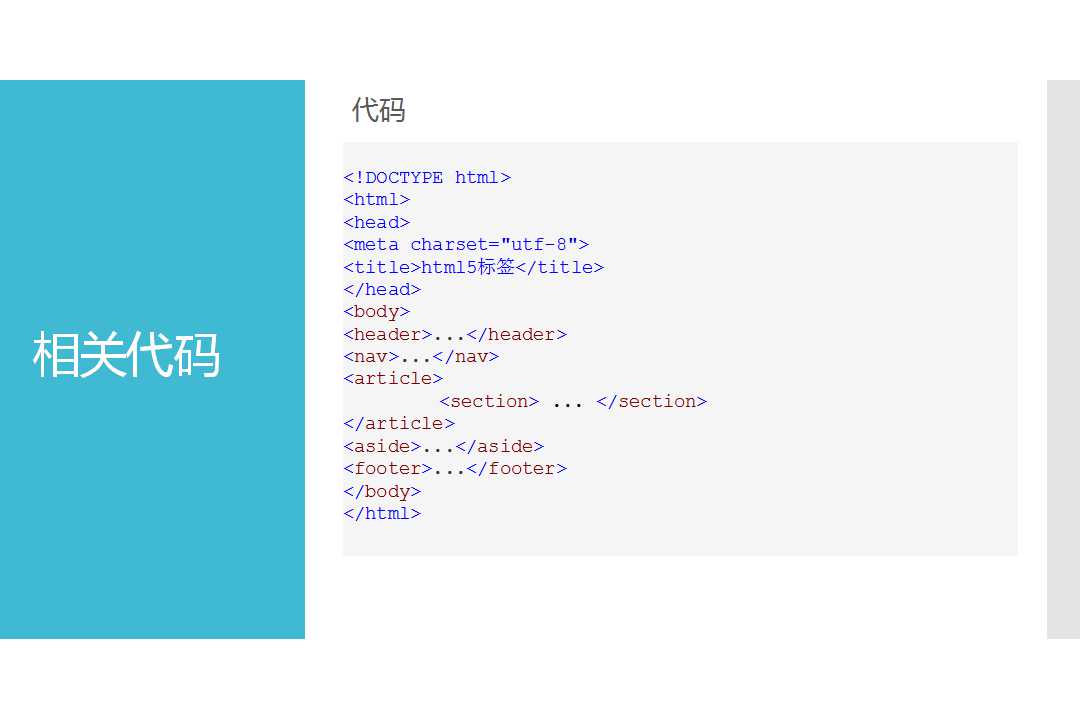 相关代码
代码
<!DOCTYPE html>
<html>
<head>
<meta charset="utf-8">
<title>html5标签</title>
</head>
<body>
<header>...</header>
<nav>...</nav>
<article>
<section> ... </section>
</article>
<aside>...</aside>
<footer>...</footer>
</body>
</html>